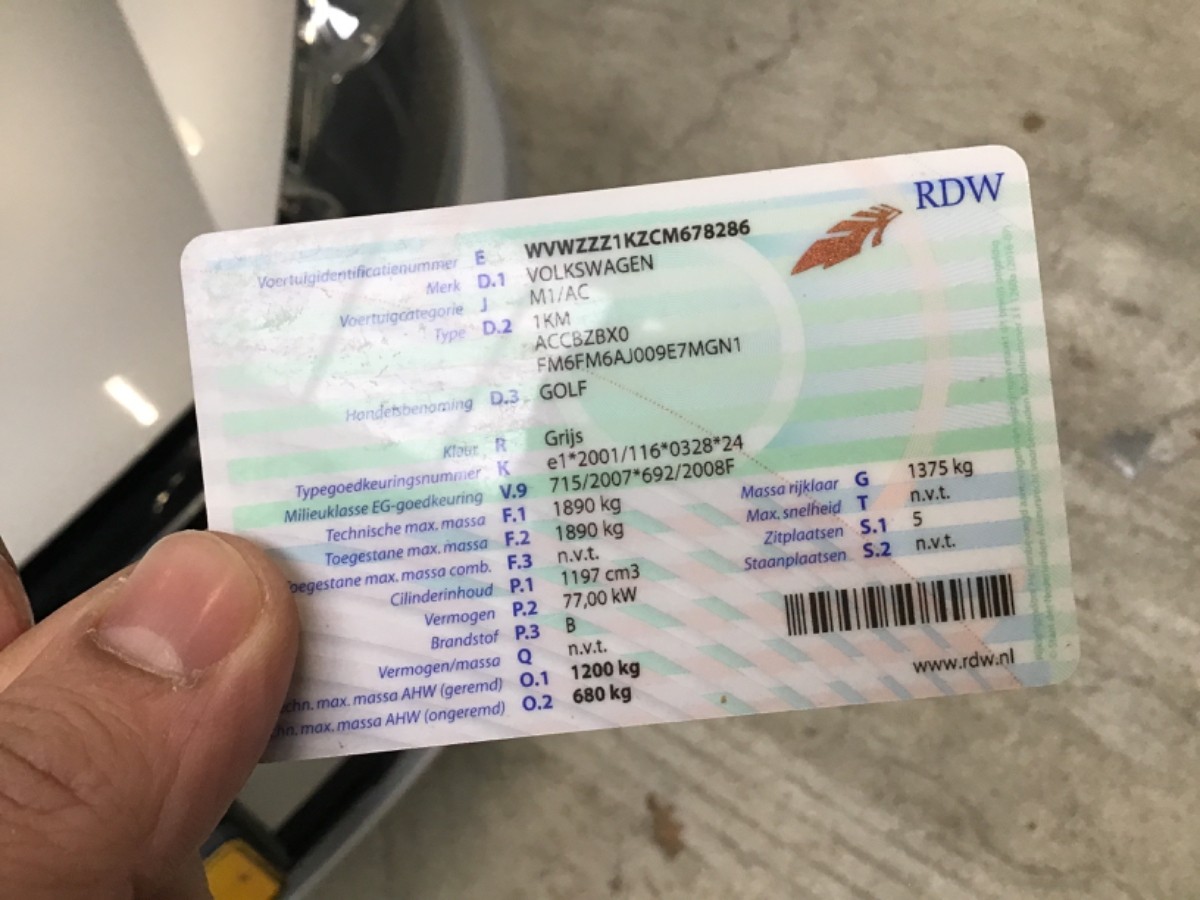 RDW
Voertuigidentificatienummer E WVWZZZ1KZCM678286
Merk D.1 VOLKSWAGEN
Voertuigcategorie J M1/AC
Type D.2 1KM
ACCBZBX0
FM6FM6AJ009E7MGN1
Handelsbenoming D.3 GOLF
Kleur R Grijs
Typegoedkeuringsnummer K e1*2001/116*0328*24
Milieuklasse EG-goedkeuring V.9 715/2007*692/2008F
Technische max. massa F.1 1890 kg
Toegestane max. massa F.2 1890 kg
Toegestane max. massa comb. F.3 n.v.t.
Cilinderinhoud P.1 1197 cm3
Vermogen P.2 77,00 kW
Brandstof P.3 B
Vermogen/massa Q n.v.t.
chn. max. massa AHW (geremd) O.1 1200 kg
hn. max. massa AHW (ongeremd) O.2 680 kg
Massa rijklaar G 1375 kg
Max. snelheid T n.v.t.
Zitplaatsen S.1 5
Staanplaatsen S.2 n.v.t.
www.rdw.nl